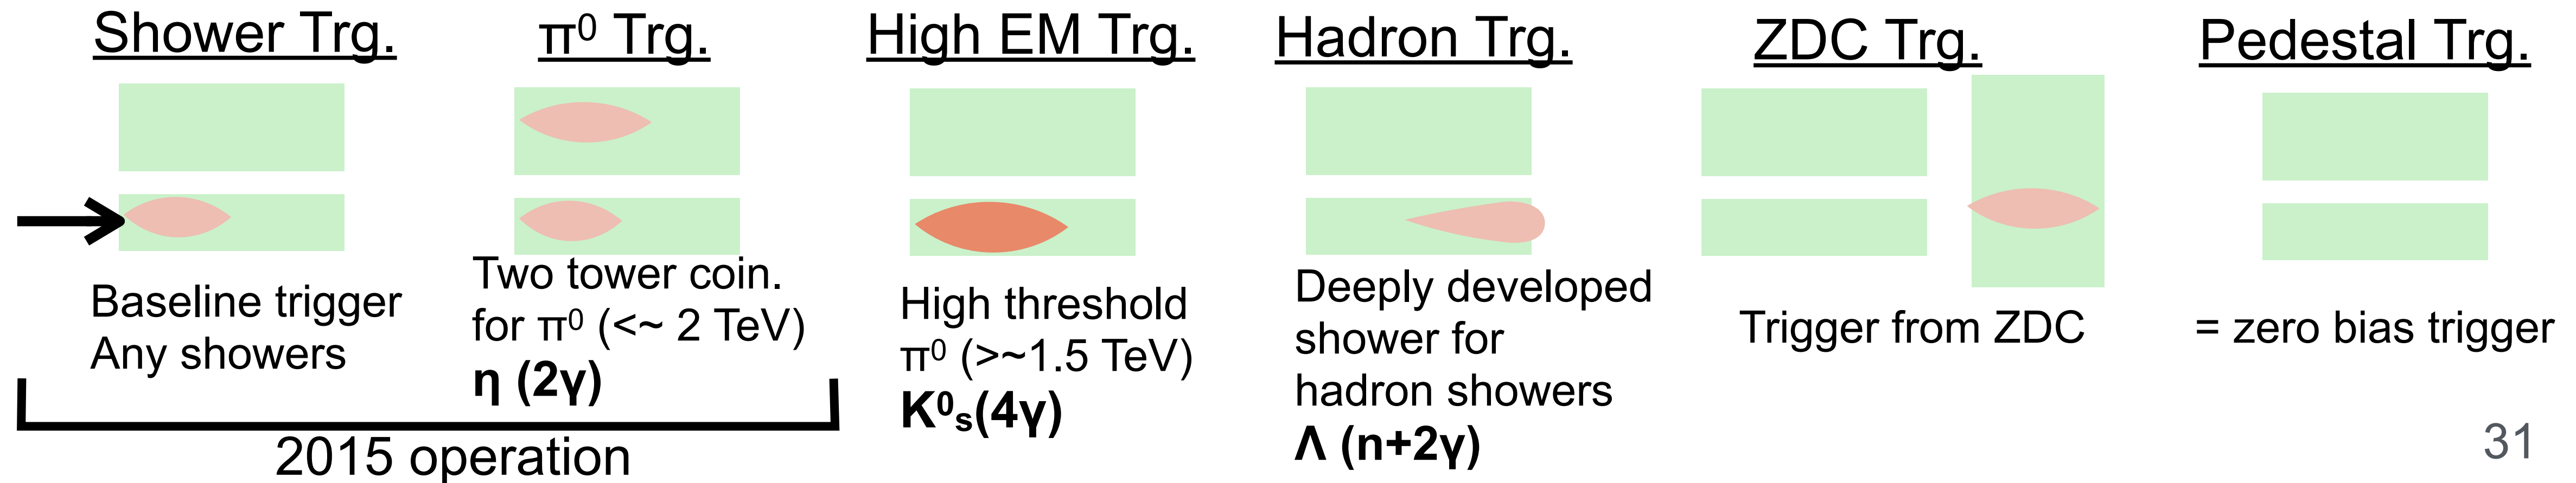 Shower Trg.
Baseline trigger
Any showers
π⁰ Trg.
Two tower coin.
for π⁰ (<~ 2 TeV)
η (2γ)
2015 operation
High EM Trg.
High threshold
π⁰ (>~1.5 TeV)
K⁰ₛ(4γ)
Hadron Trg.
Deeply developed
shower for
hadron showers
Λ (n+2γ)
ZDC Trg.
Trigger from ZDC
Pedestal Trg.
= zero bias trigger
31